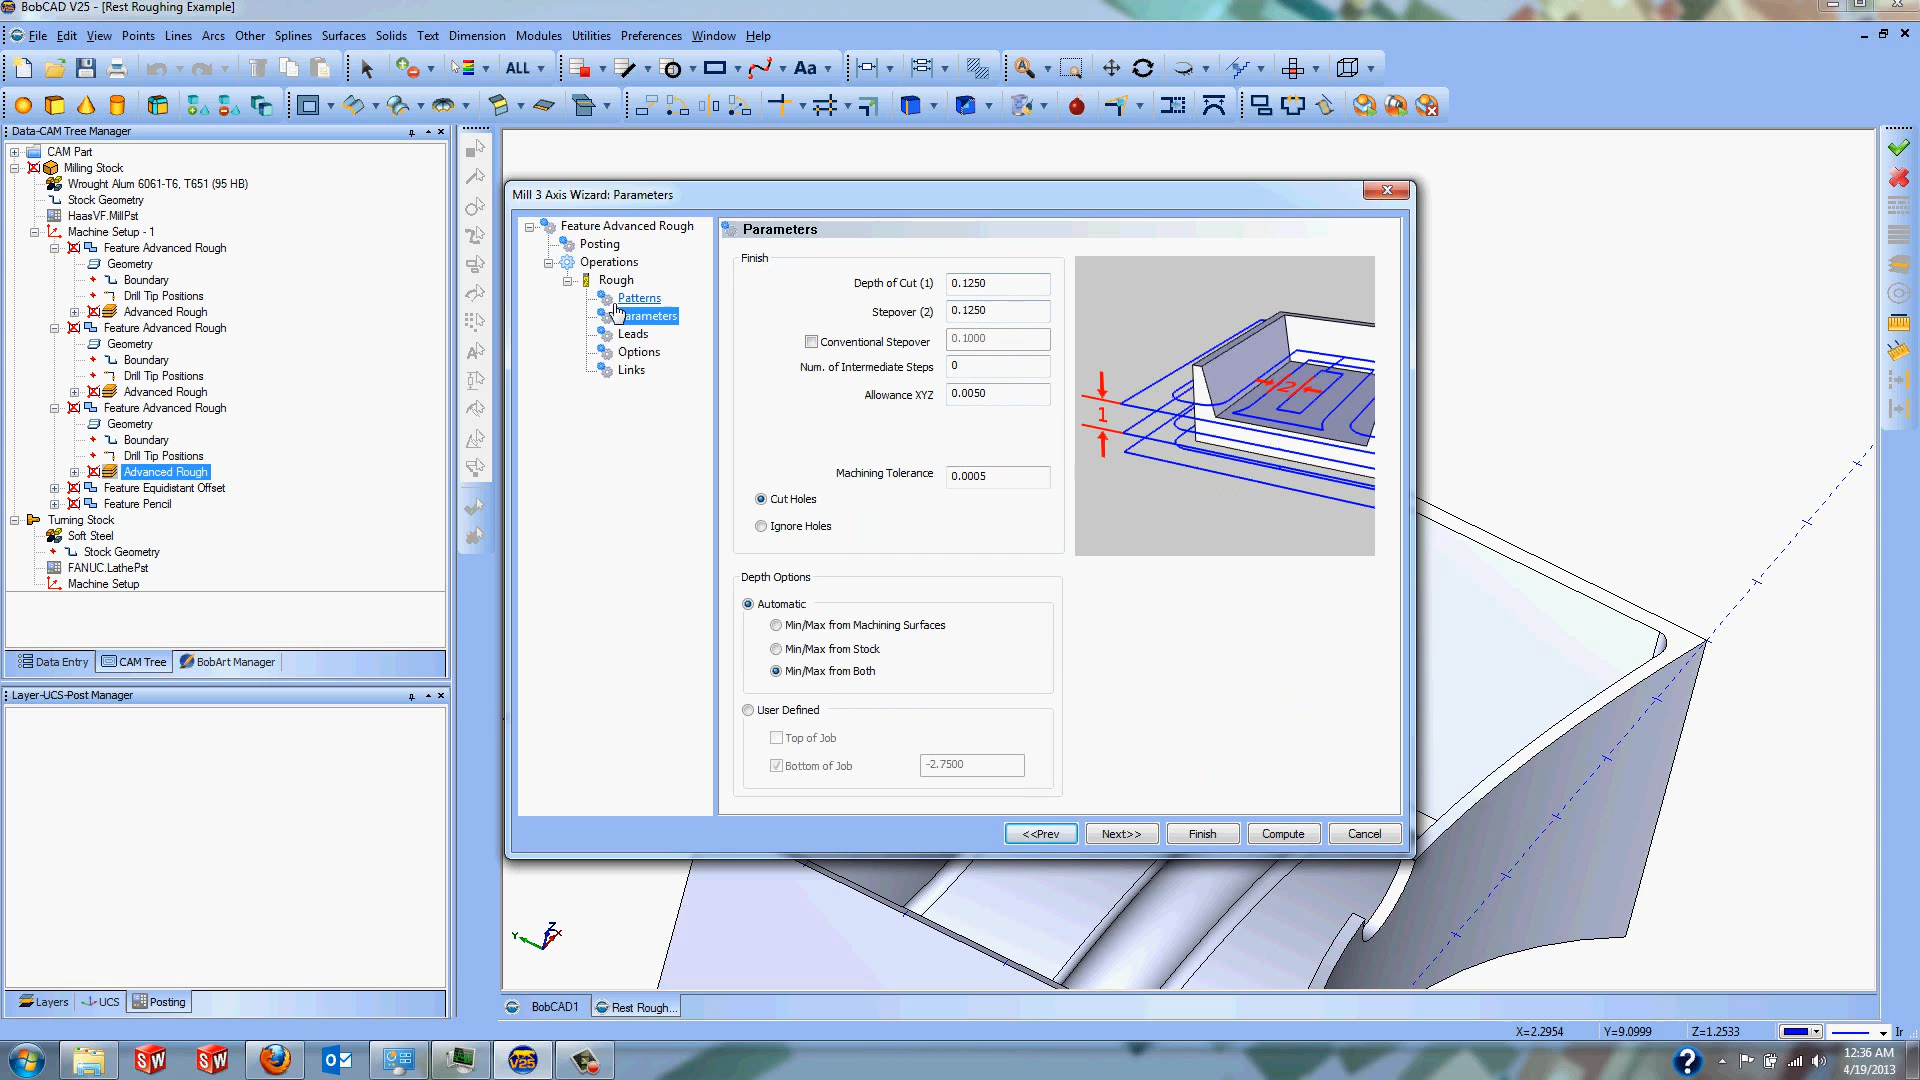 BobCAD V25 - [Rest Roughing Example]
File Edit View Points Lines Arcs Other Splines Surfaces Solids Text Dimension Modules Utilities Preferences Window Help
ALL
Aa
Data-CAM Tree Manager
CAM Part
Milling Stock
Wrought Alum 6061-T6, T651 (95 HB)
Stock Geometry
HaasVF.MillPst
Machine Setup - 1
Feature Advanced Rough
Geometry
Boundary
Drill Tip Positions
Advanced Rough
Feature Advanced Rough
Geometry
Boundary
Drill Tip Positions
Advanced Rough
Feature Advanced Rough
Geometry
Boundary
Drill Tip Positions
Advanced Rough
Feature Equidistant Offset
Feature Pencil
Turning Stock
Soft Steel
Stock Geometry
FANUC.LathePst
Machine Setup
Data Entry CAM Tree BobArt Manager
Layer-UCS-Post Manager
Layers UCS Posting
Mill 3 Axis Wizard: Parameters
Feature Advanced Rough
Posting
Operations
Rough
Patterns
arameters
Leads
Options
Links
Parameters
Finish
Depth of Cut (1) 0.1250
Stepover (2) 0.1250
Conventional Stepover 0.1000
Num. of Intermediate Steps 0
Allowance XYZ 0.0050
Machining Tolerance 0.0005
Cut Holes
Ignore Holes
1
2
Depth Options
Automatic
Min/Max from Machining Surfaces
Min/Max from Stock
Min/Max from Both
User Defined
Top of Job
Bottom of Job -2.7500
<<Prev Next>> Finish Compute Cancel
Y Z X
BobCAD1 Rest Rough...
X=2.2954 Y=9.0999 Z=1.2533 Ir
SW SW V25
12:36 AM
4/19/2013